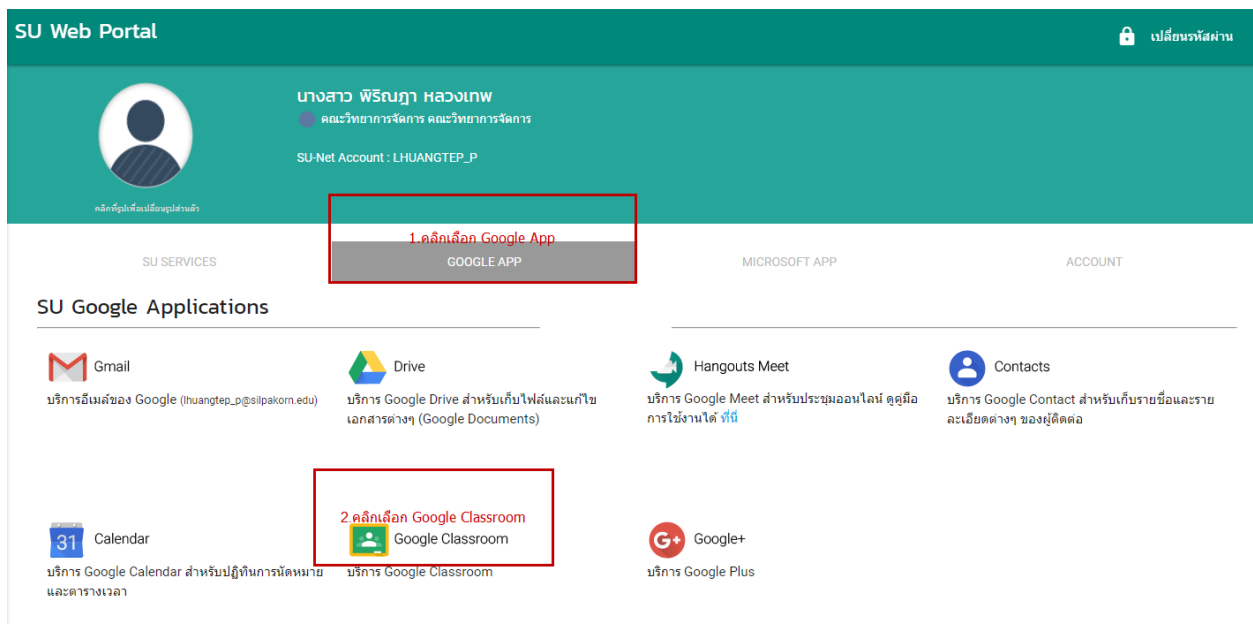 SU Web Portal
เปลี่ยนรหัสผ่าน
นางสาว พิริณฎา หลวงเทพ
คณะวิทยาการจัดการ คณะวิทยาการจัดการ
SU-Net Account : LHUANGTEP_P
คลิกที่รูปเพื่อเปลี่ยนรูปส่วนตัว
1.คลิกเลือก Google App
SU SERVICES
GOOGLE APP
MICROSOFT APP
ACCOUNT
SU Google Applications
Gmail
บริการอีเมล์ของ Google (lhuangtep_p@silpakorn.edu)
Drive
บริการ Google Drive สำหรับเก็บไฟล์และแก้ไข
เอกสารต่างๆ (Google Documents)
Hangouts Meet
บริการ Google Meet สำหรับประชุมออนไลน์ ดูคู่มือ
การใช้งานได้ ที่นี่
Contacts
บริการ Google Contact สำหรับเก็บรายชื่อและราย
ละเอียดต่างๆ ของผู้ติดต่อ
31
Calendar
บริการ Google Calendar สำหรับปฏิทินการนัดหมาย
และตารางเวลา
2.คลิกเลือก Google Classroom
Google Classroom
บริการ Google Classroom
G+
Google+
บริการ Google Plus